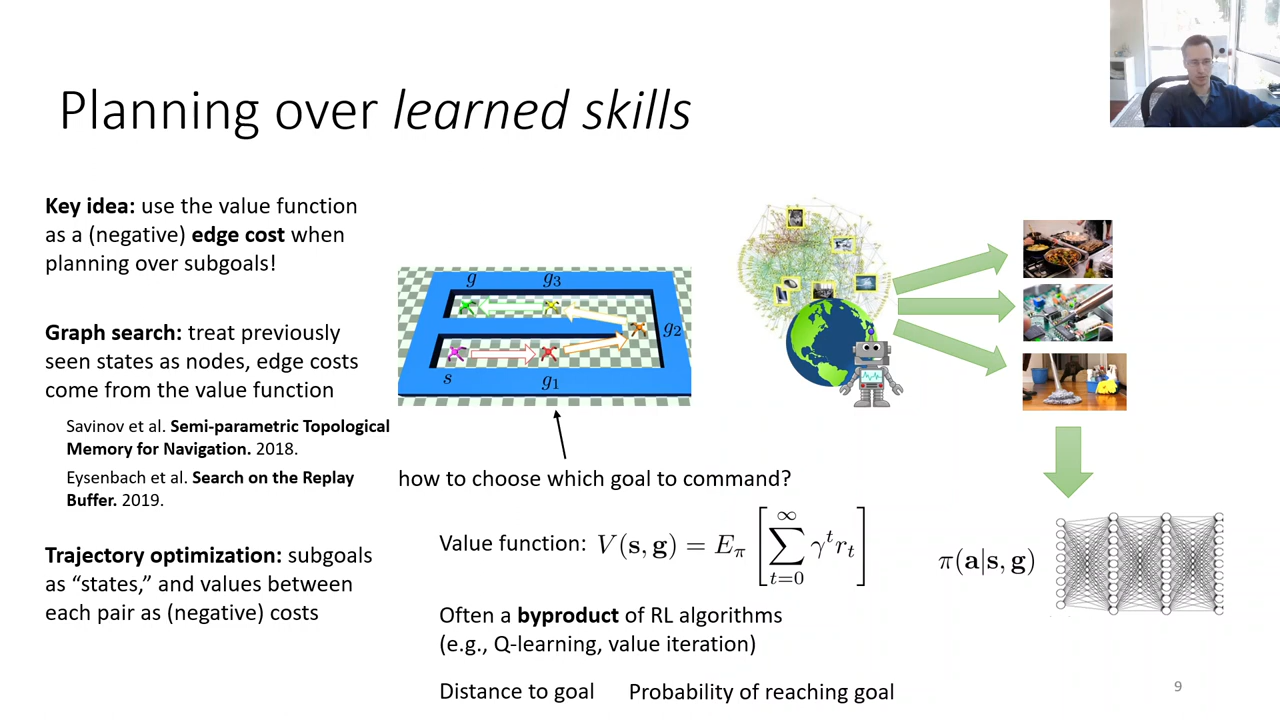 Planning over learned skills
Key idea: use the value function
as a (negative) edge cost when
planning over subgoals!
Graph search: treat previously
seen states as nodes, edge costs
come from the value function
Savinov et al. Semi-parametric Topological
Memory for Navigation. 2018.
Eysenbach et al. Search on the Replay
Buffer. 2019.
Trajectory optimization: subgoals
as “states,” and values between
each pair as (negative) costs
g g₃
g₂
s g₁
how to choose which goal to command?
Value function: V(s, g) = E_π [∑_{t=0}^{∞} γ^t r_t]
Often a byproduct of RL algorithms
(e.g., Q-learning, value iteration)
Distance to goal Probability of reaching goal
π(a|s, g)
9